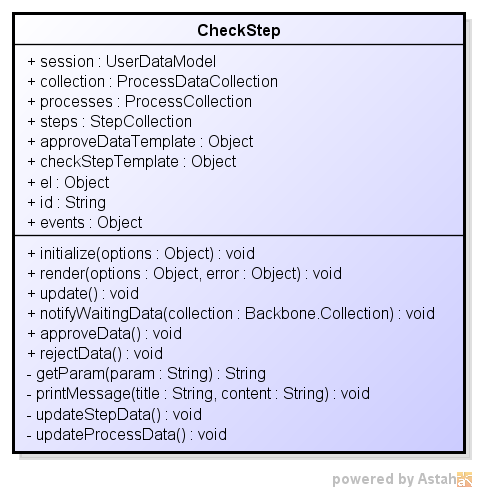 CheckStep
+ session : UserDataModel
+ collection : ProcessDataCollection
+ processes : ProcessCollection
+ steps : StepCollection
+ approveDataTemplate : Object
+ checkStepTemplate : Object
+ el : Object
+ id : String
+ events : Object
+ initialize(options : Object) : void
+ render(options : Object, error : Object) : void
+ update() : void
+ notifyWaitingData(collection : Backbone.Collection) : void
+ approveData() : void
+ rejectData() : void
- getParam(param : String) : String
- printMessage(title : String, content : String) : void
- updateStepData() : void
- updateProcessData() : void
powered by Astah